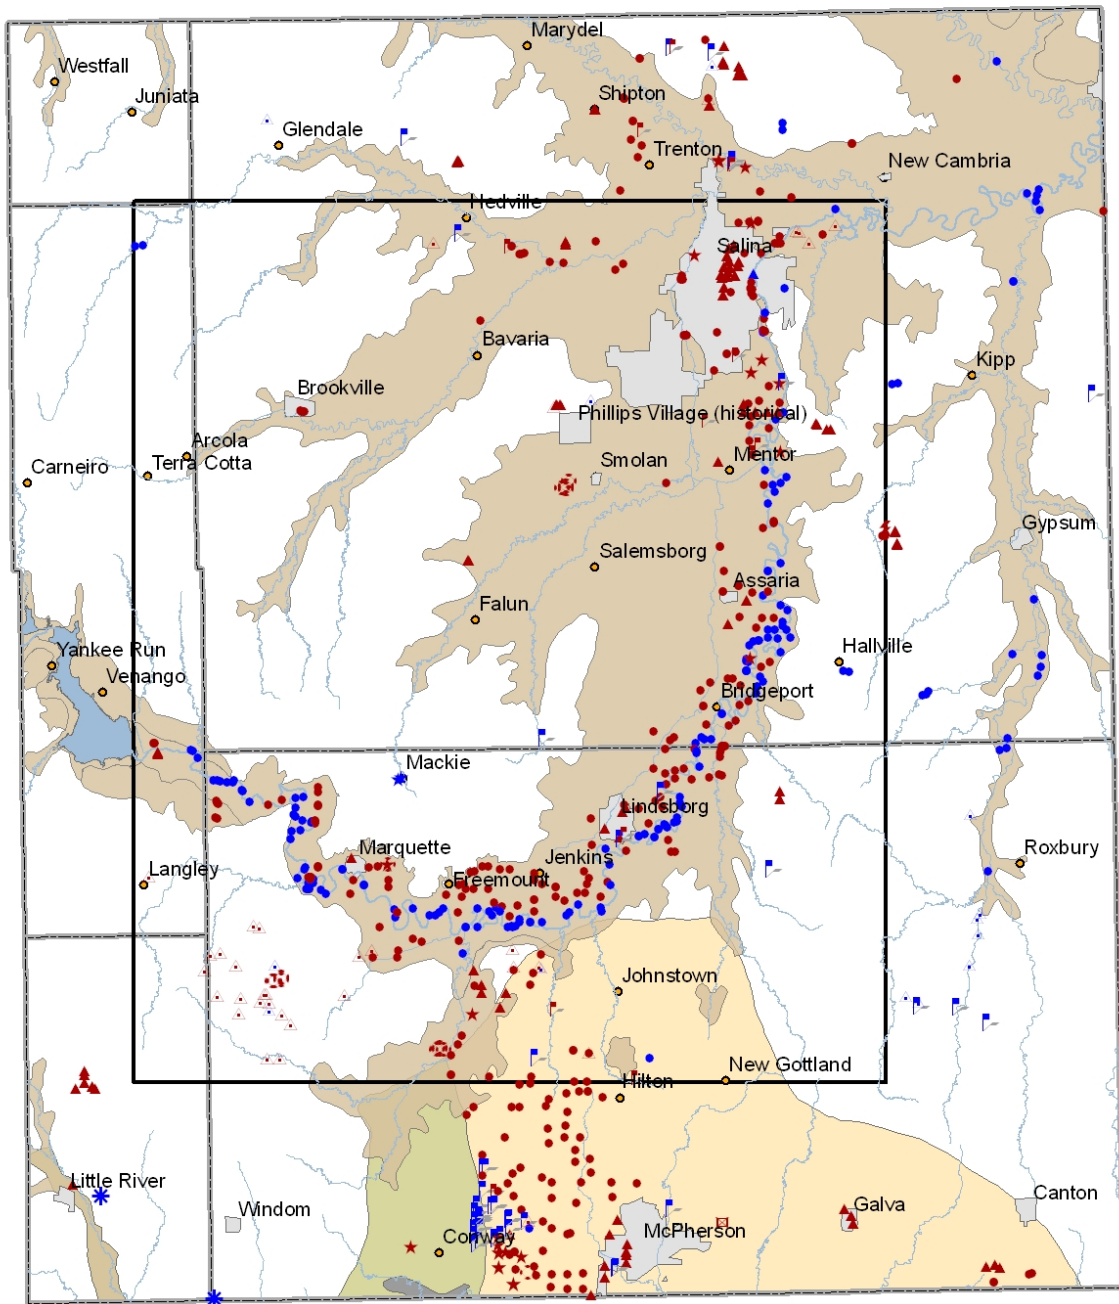 Marydel
Westfall
Juniata
Shipton
Glendale
Trenton
New Cambria
Hedville
Salina
Bavaria
Kipp
Brookville
Phillips Village (historical)
Arcola
Mentor
Carneiro
Terra Cotta
Smolan
Gypsum
Salemsborg
Assaria
Falun
Yankee Run
Hallville
Venango
Bridgeport
Mackie
Lindsborg
Marquette
Jenkins
Roxbury
Langley
Freemount
Johnstown
New Gottland
Hilton
Little River
Canton
Windom
Galva
McPherson
Conway